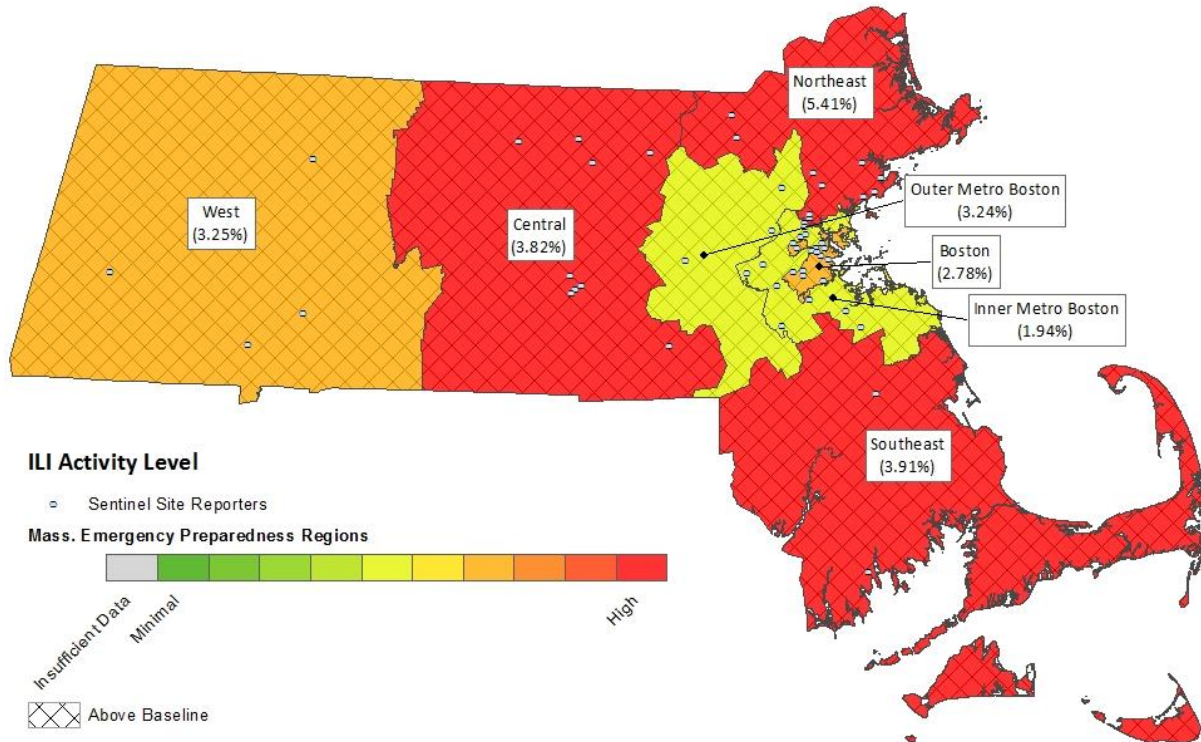 Northeast
(5.41%)
Outer Metro Boston
(3.24%)
West
(3.25%)
Central
(3.82%)
Boston
(2.78%)
Inner Metro Boston
(1.94%)
Southeast
(3.91%)
ILI Activity Level
Sentinel Site Reporters
Mass. Emergency Preparedness Regions
Insufficient Data
Minimal
High
Above Baseline